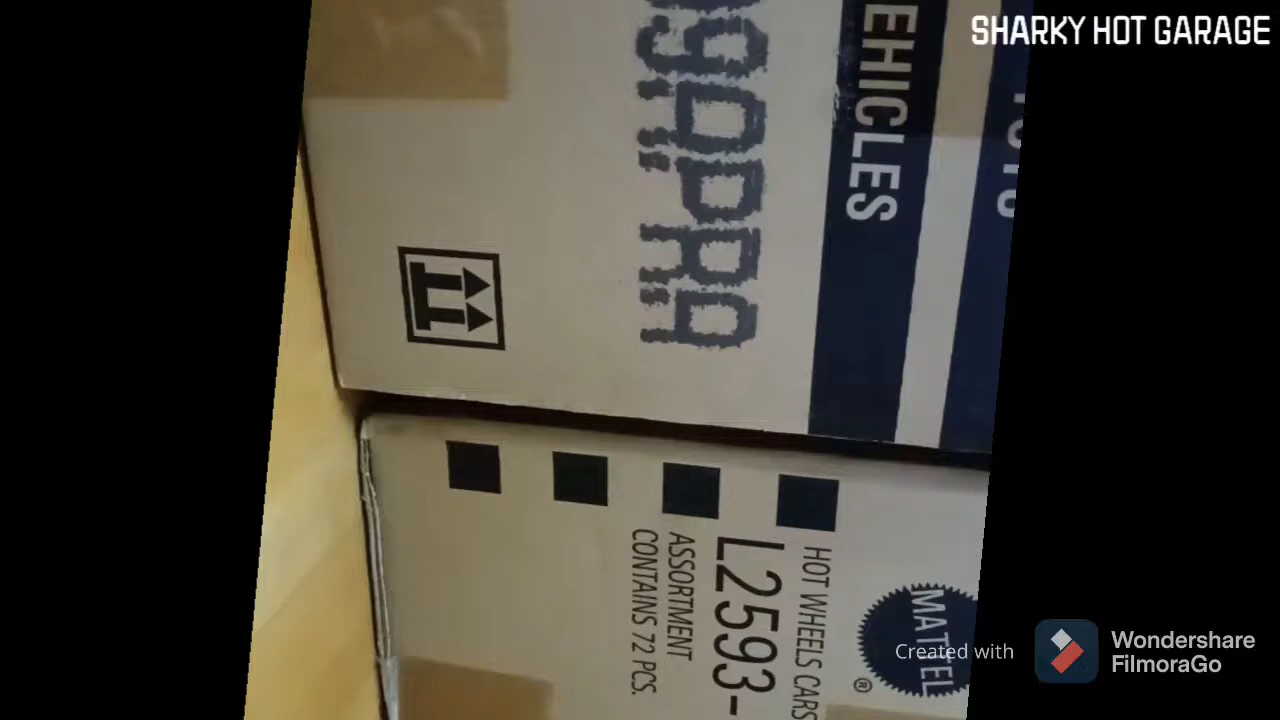 SHARKY HOT GARAGE
EHICLES
HOT WHEELS CARS
L2593-
ASSORTMENT
CONTAINS 72 PCS.
MATTEL
®
Created with
Wondershare
FilmoraGo